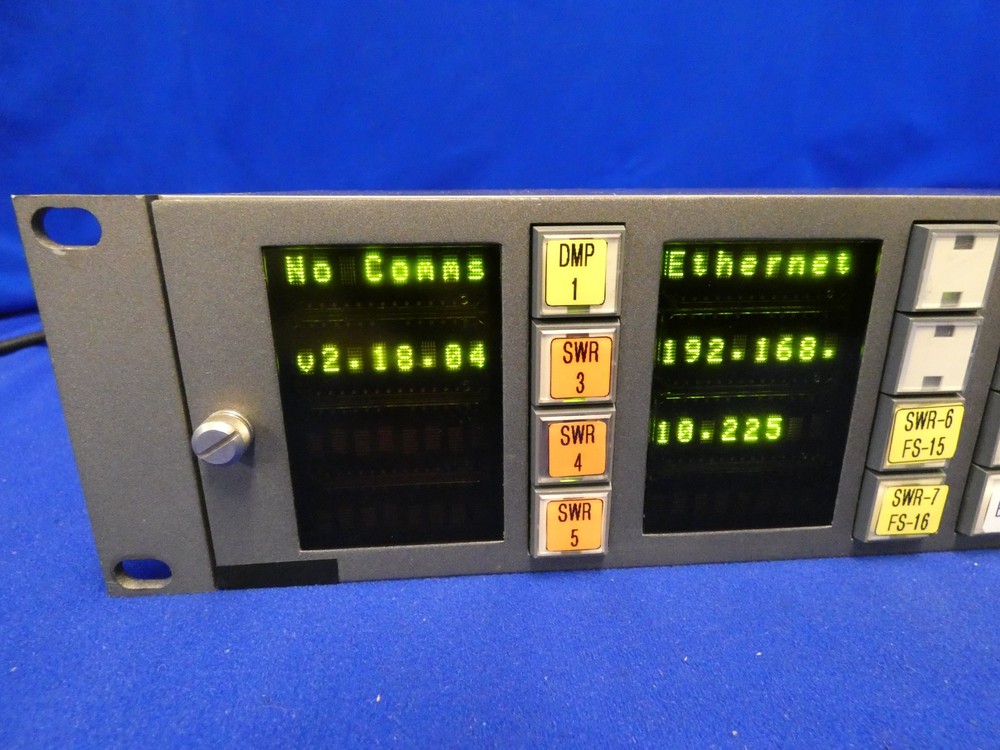 No Comms
v2.18.04
DMP
1
SWR
3
SWR
4
SWR
5
Ethernet
192.168.
10.225
SWR-6
FS-15
SWR-7
FS-16